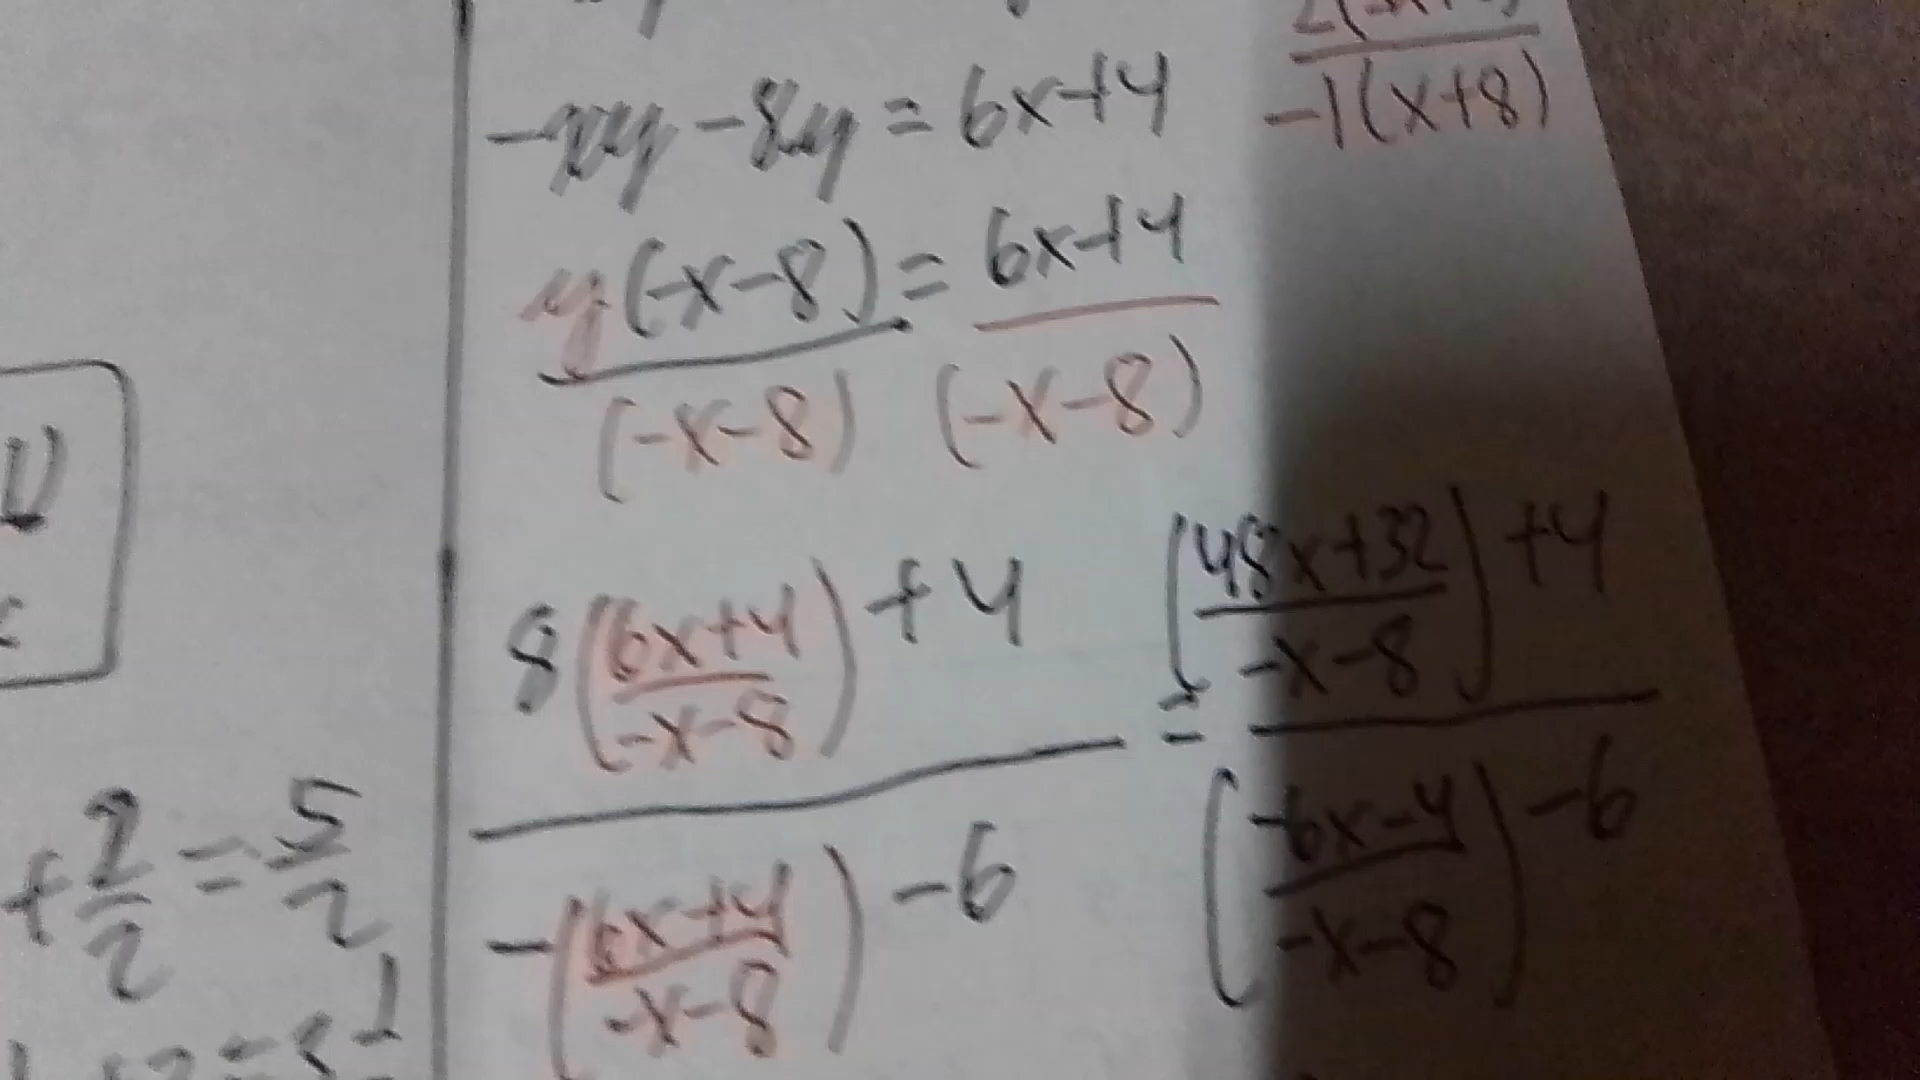 -xy - 8y = 6x+4
-1(x+8)
y(-x-8) = 6x+4
(-x-8) (-x-8)
8(6x+4/-x-8) + 4 = (48x+32/-x-8) + 4
-(6x+4/-x-8) - 6 (-6x-4/-x-8) - 6
+ 2/2 = 5/2